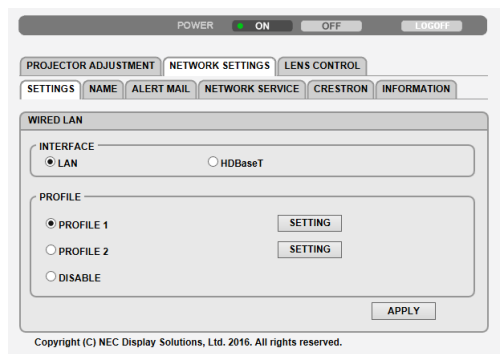 POWER ON OFF LOGOFF
PROJECTOR ADJUSTMENT NETWORK SETTINGS LENS CONTROL
SETTINGS NAME ALERT MAIL NETWORK SERVICE CRESTRON INFORMATION
WIRED LAN
INTERFACE
LAN HDBaseT
PROFILE
PROFILE 1 SETTING
PROFILE 2 SETTING
DISABLE
APPLY
Copyright (C) NEC Display Solutions, Ltd. 2016. All rights reserved.